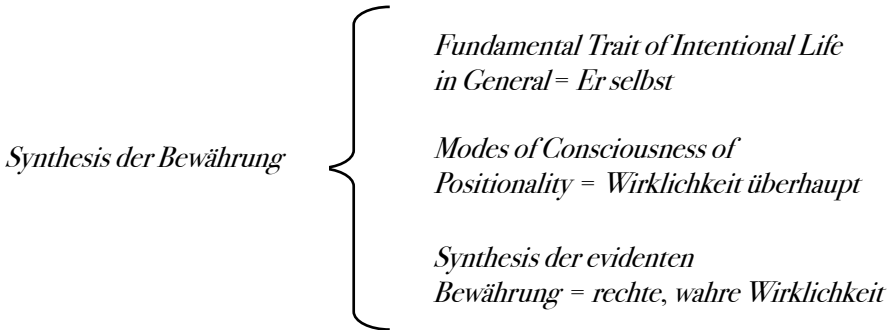 Fundamental Trait of Intentional Life
in General = Er selbst
Synthesis der Bewährung
Modes of Consciousness of
Positionality = Wirklichkeit überhaupt
Synthesis der evidenten
Bewährung = rechte, wahre Wirklichkeit